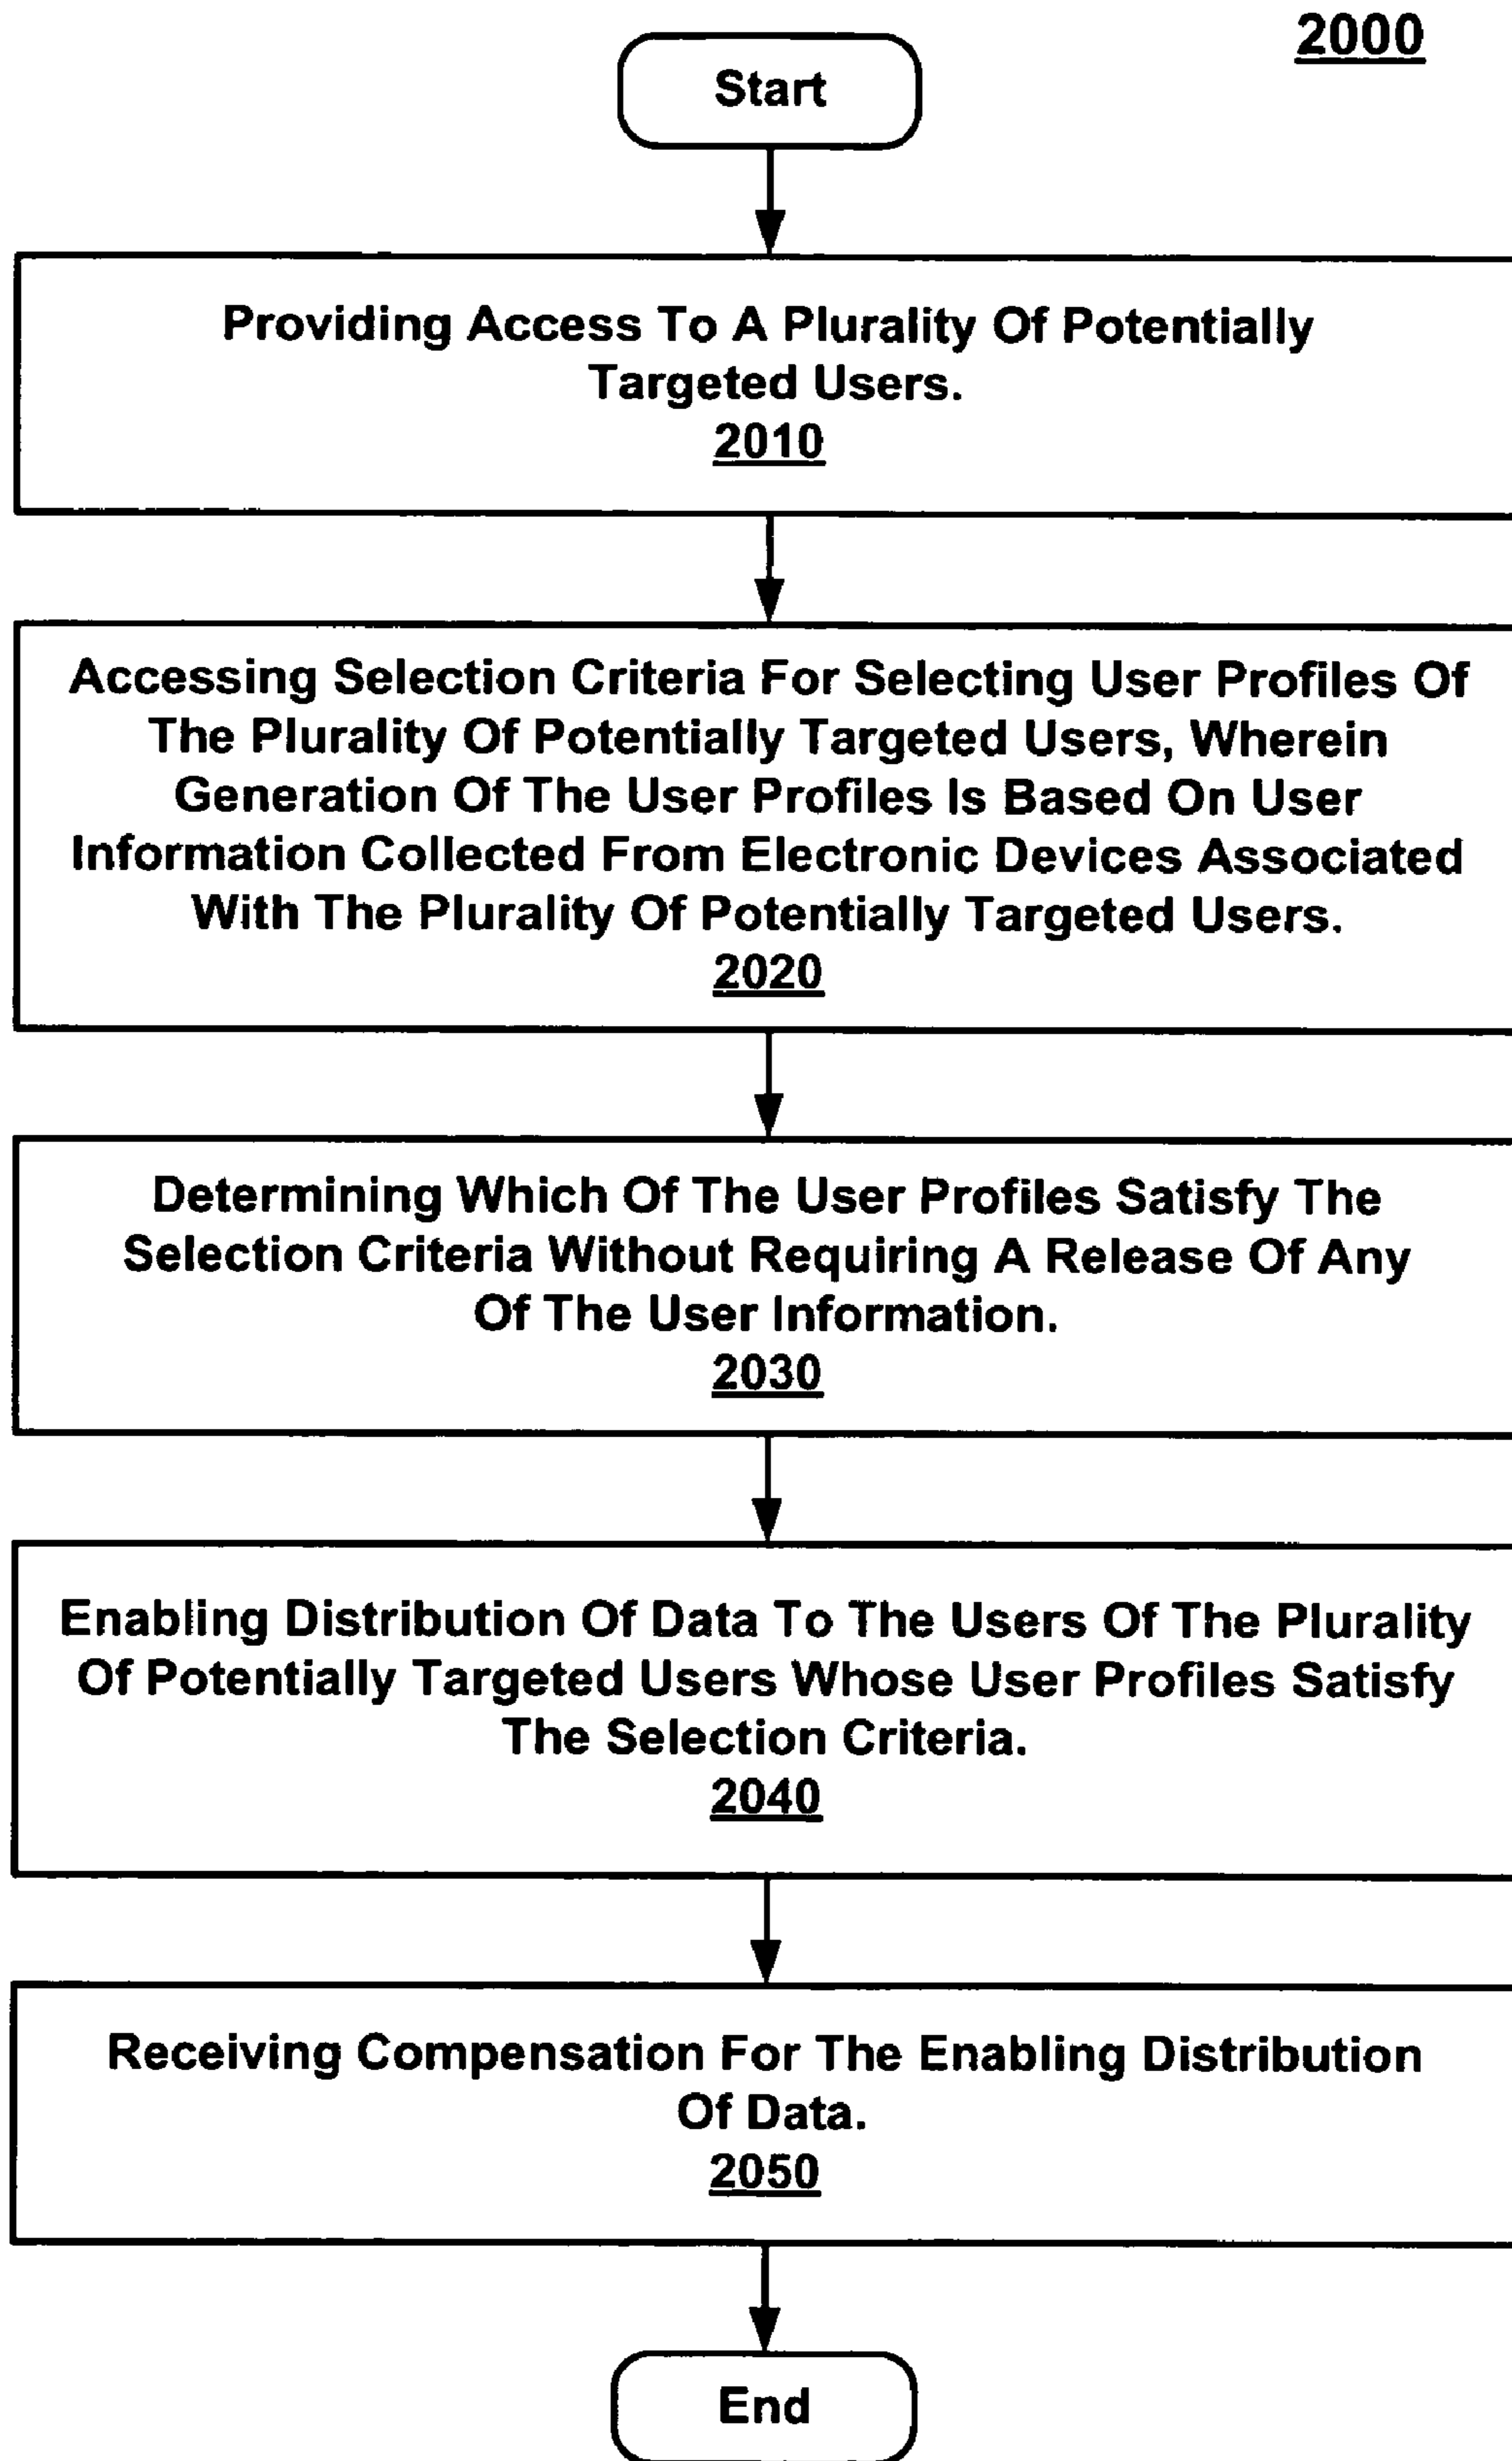 2000
Start
Providing Access To A Plurality Of Potentially
Targeted Users.
2010
Accessing Selection Criteria For Selecting User Profiles Of
The Plurality Of Potentially Targeted Users, Wherein
Generation Of The User Profiles Is Based On User
Information Collected From Electronic Devices Associated
With The Plurality Of Potentially Targeted Users.
2020
Determining Which Of The User Profiles Satisfy The
Selection Criteria Without Requiring A Release Of Any
Of The User Information.
2030
Enabling Distribution Of Data To The Users Of The Plurality
Of Potentially Targeted Users Whose User Profiles Satisfy
The Selection Criteria.
2040
Receiving Compensation For The Enabling Distribution
Of Data.
2050
End